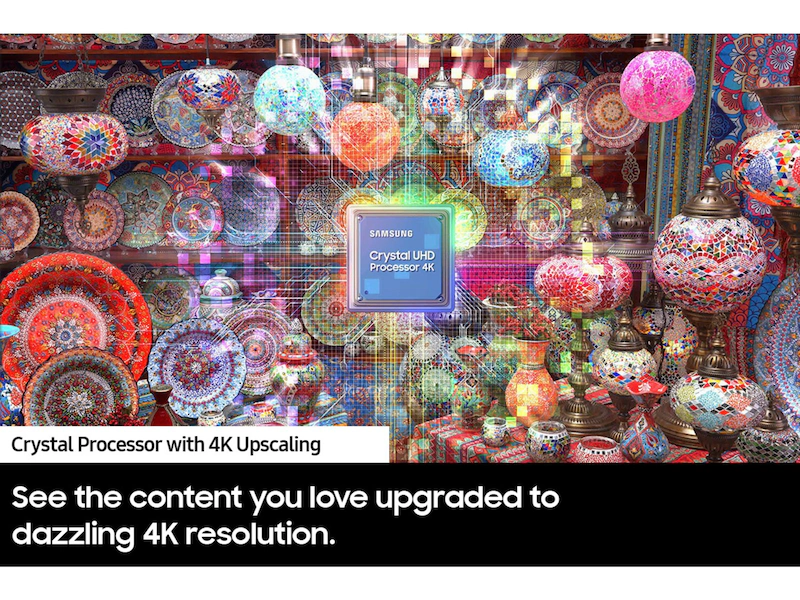 SAMSUNG
Crystal UHD
Processor 4K
Crystal Processor with 4K Upscaling
See the content you love upgraded to
dazzling 4K resolution.